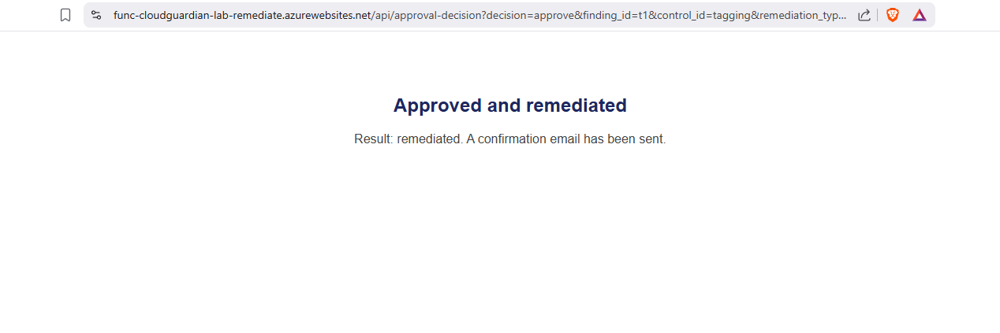 func-cloudguardian-lab-remediate.azurewebsites.net/api/approval-decision?decision=approve&finding_id=t1&control_id=tagging&remediation_typ...
Approved and remediated
Result: remediated. A confirmation email has been sent.